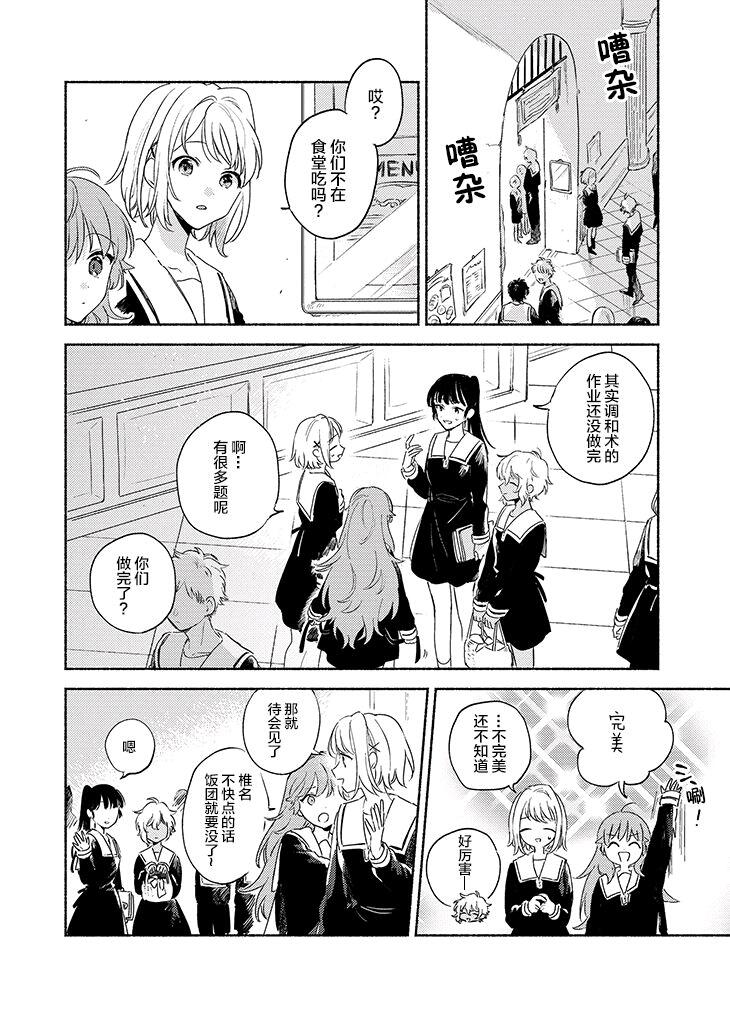 嘈杂
嘈杂
哎？
你们不在
食堂吃吗？
MENU
其实调和术的
作业还没做完
啊…
有很多题呢
你们
做完了？
完美
唰！
…不完美
还不知道
好厉害—
那就
待会见了
椎名
不快点的话
饭团就要没了~
嗯